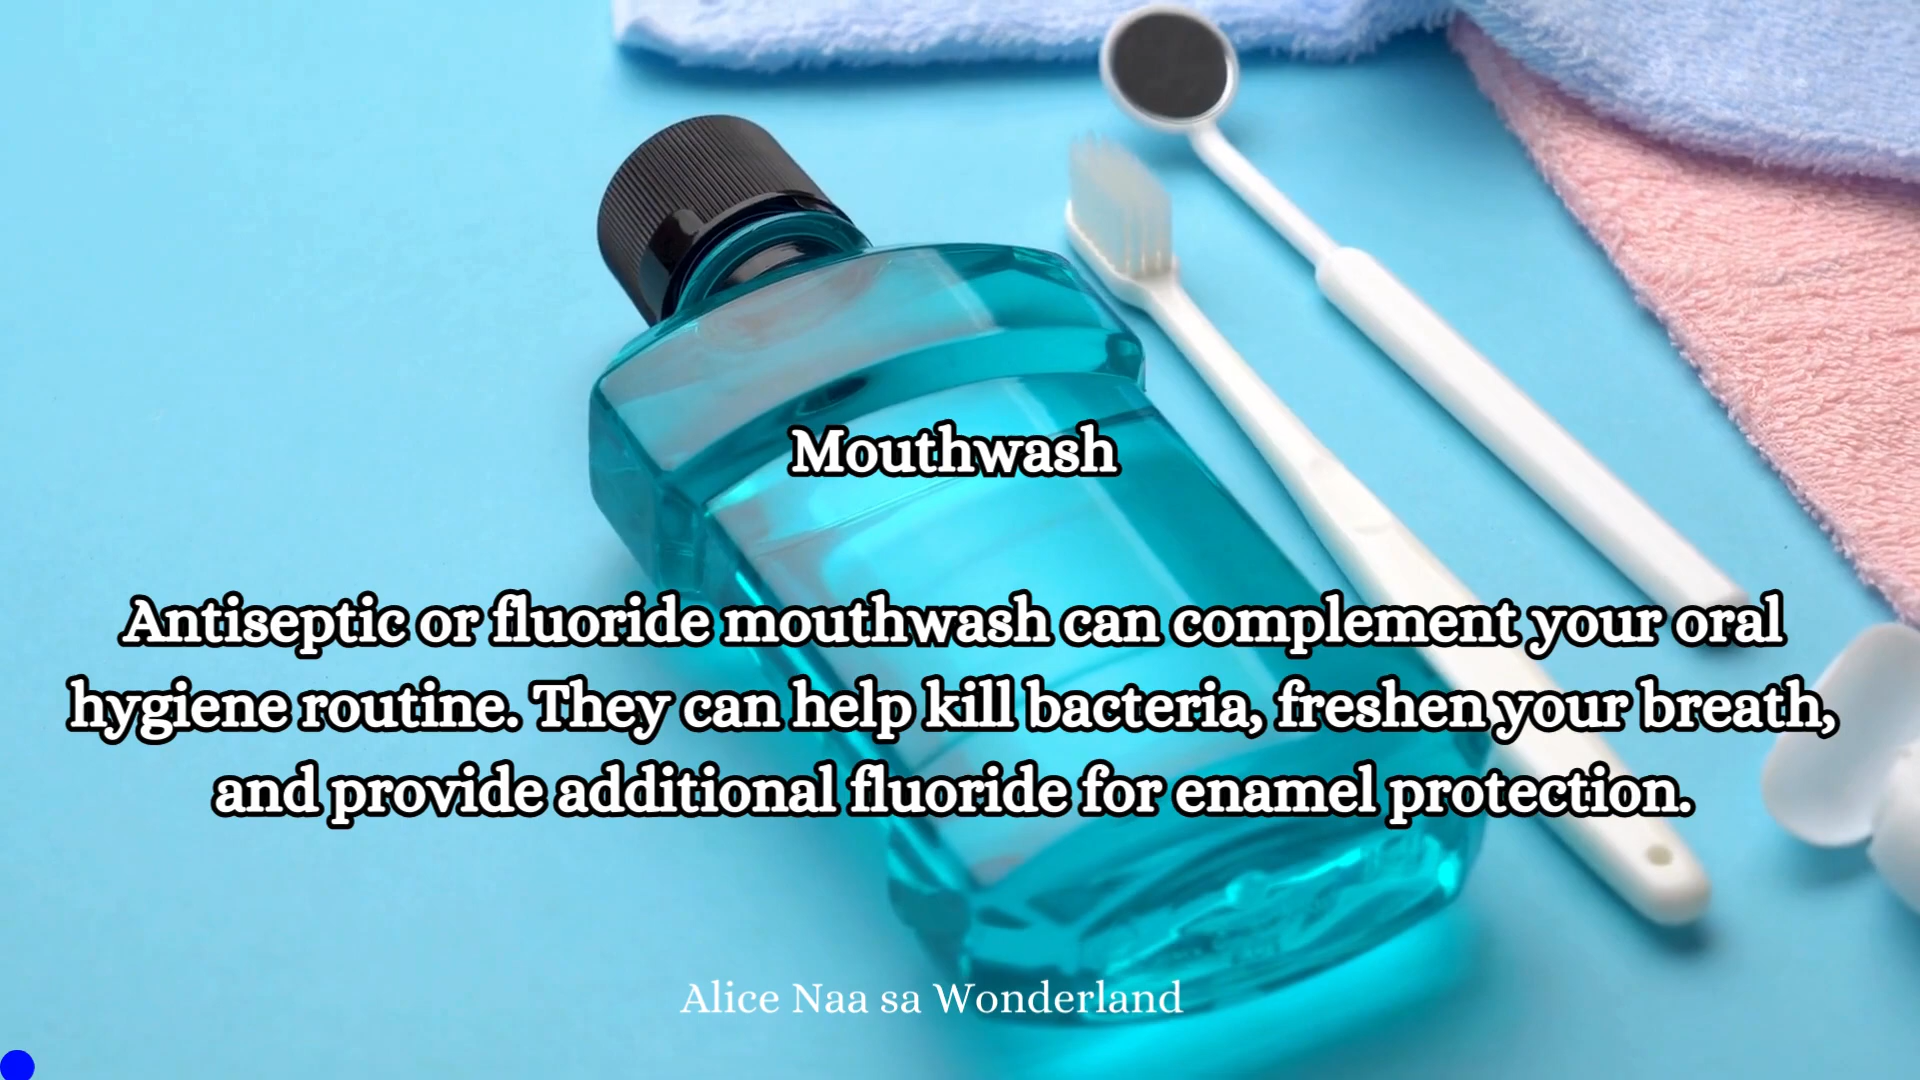 Mouthwash
Antiseptic or fluoride mouthwash can complement your oral
hygiene routine. They can help kill bacteria, freshen your breath,
and provide additional fluoride for enamel protection.
Alice Naa sa Wonderland